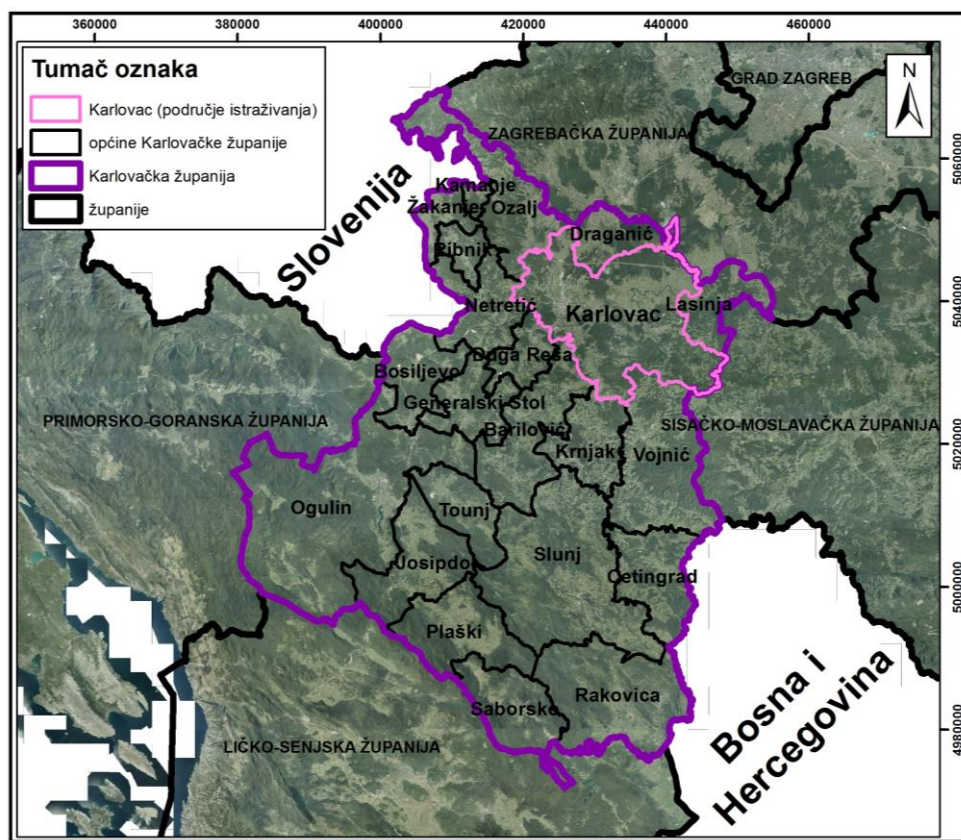 360000
380000
400000
420000
440000
460000
Tumač oznaka
Karlovac (područje istraživanja)
općine Karlovačke županije
Karlovačka županija
županije
N
GRAD ZAGREB
ZAGREBAČKA ŽUPANIJA
5060000
Slovenija
Kamanje
Žakanje
Ozalj
Draganić
Ribnik
Netretić
Karlovac
Lasinja
5040000
Duga Resa
Bosiljevo
Generalski Stol
PRIMORSKO-GORANSKA ŽUPANIJA
Barilović
SISAČKO-MOSLAVAČKA ŽUPANIJA
5020000
Krnjak
Vojnić
Ogulin
Tounj
Slunj
Josipdol
Cetingrad
5000000
Plaški
Rakovica
Saborsko
Bosna i
Hercegovina
LIČKO-SENJSKA ŽUPANIJA
4980000